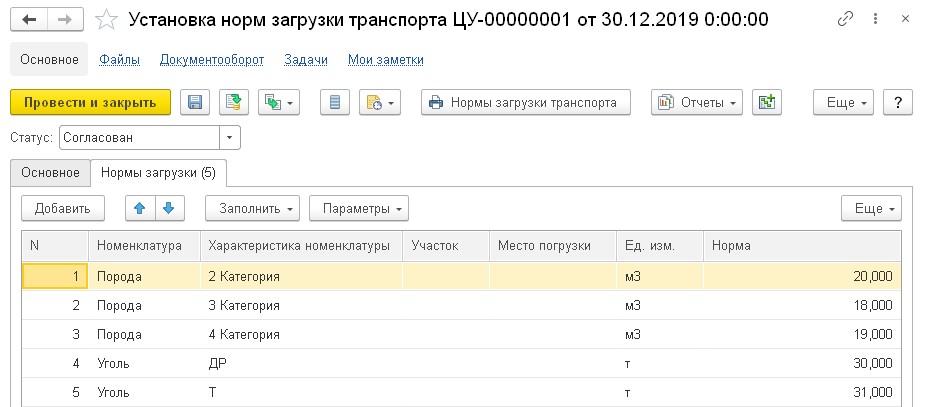 Установка норм загрузки транспорта ЦУ-00000001 от 30.12.2019 0:00:00
Основное Файлы Документооборот Задачи Мои заметки
Провести и закрыть Нормы загрузки транспорта Отчеты Еще ?
Статус: Согласован
Основное Нормы загрузки (5)
Добавить Заполнить Параметры Еще
N Номенклатура Характеристика номенклатуры Участок Место погрузки Ед. изм. Норма
1 Порода 2 Категория м3 20,000
2 Порода 3 Категория м3 18,000
3 Порода 4 Категория м3 19,000
4 Уголь ДР т 30,000
5 Уголь Т т 31,000